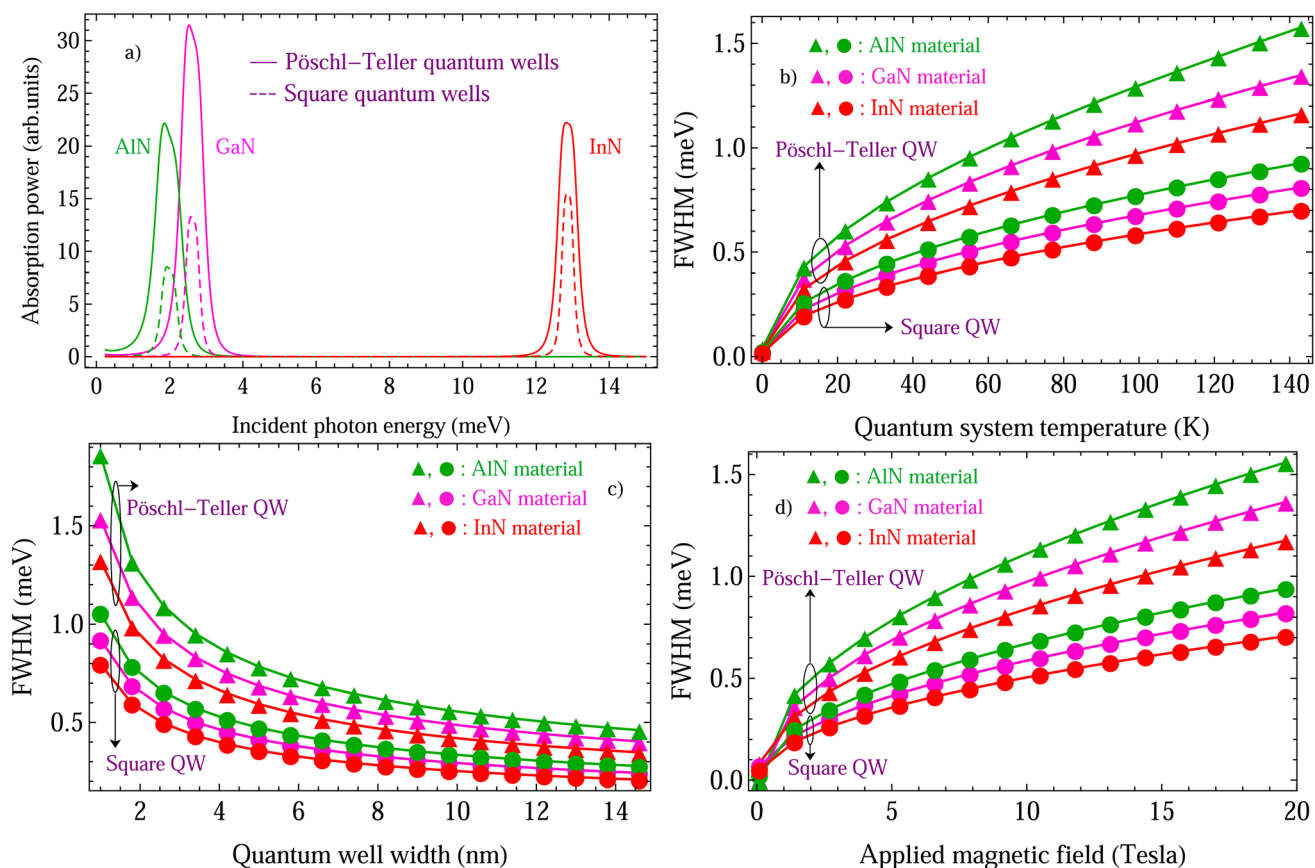 a)
Pöschl−Teller quantum wells
Square quantum wells
AlN
GaN
InN
Absorption power (arb.units)
0
5
10
15
20
25
30
0
2
4
6
8
10
12
14
Incident photon energy (meV)
b)
▲, ● : AlN material
▲, ● : GaN material
▲, ● : InN material
Pöschl−Teller QW
Square QW
FWHM (meV)
0.0
0.5
1.0
1.5
0
20
40
60
80
100
120
140
Quantum system temperature (K)
c)
▲, ● : AlN material
▲, ● : GaN material
▲, ● : InN material
Pöschl−Teller QW
Square QW
FWHM (meV)
0.5
1.0
1.5
2
4
6
8
10
12
14
Quantum well width (nm)
d)
▲, ● : AlN material
▲, ● : GaN material
▲, ● : InN material
Pöschl−Teller QW
Square QW
FWHM (meV)
0.0
0.5
1.0
1.5
0
5
10
15
20
Applied magnetic field (Tesla)